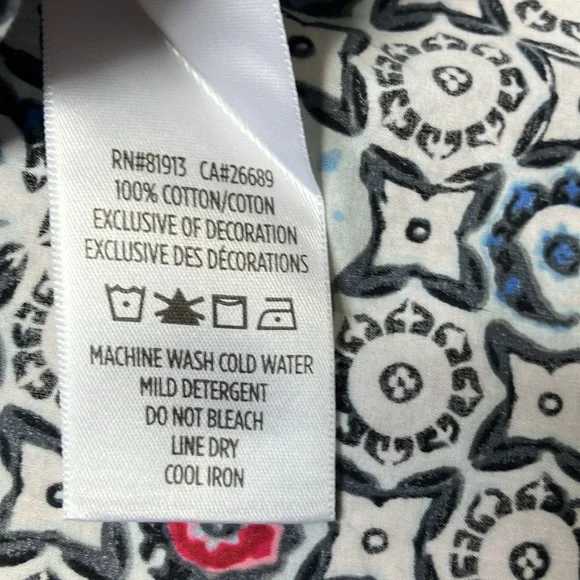 RN#81913 CA#26689
100% COTTON/COTON
EXCLUSIVE OF DECORATION
EXCLUSIVE DES DÉCORATIONS
MACHINE WASH COLD WATER
MILD DETERGENT
DO NOT BLEACH
LINE DRY
COOL IRON